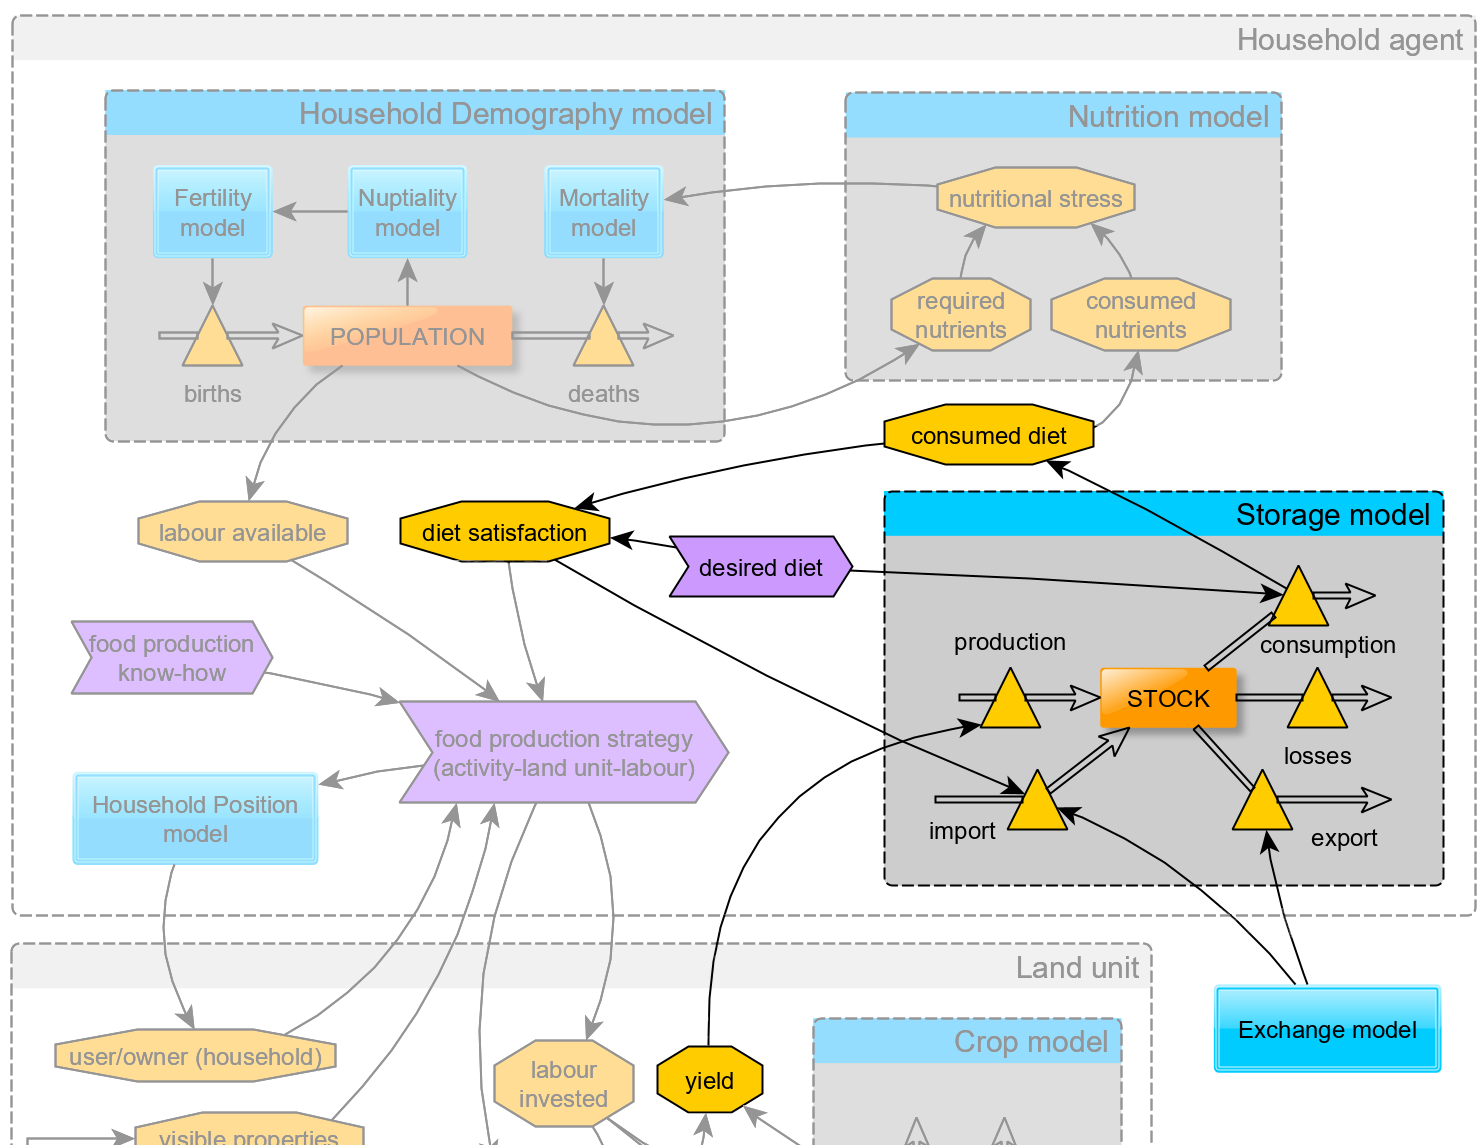 Household agent
Household Demography model
Nutrition model
Fertility
model
Nuptiality
model
Mortality
model
nutritional stress
required
nutrients
consumed
nutrients
POPULATION
births
deaths
consumed diet
labour available
diet satisfaction
desired diet
Storage model
production
consumption
STOCK
losses
import
export
food production
know-how
food production strategy
(activity-land unit-labour)
Household Position
model
Land unit
Exchange model
user/owner (household)
labour
invested
yield
Crop model
visible properties